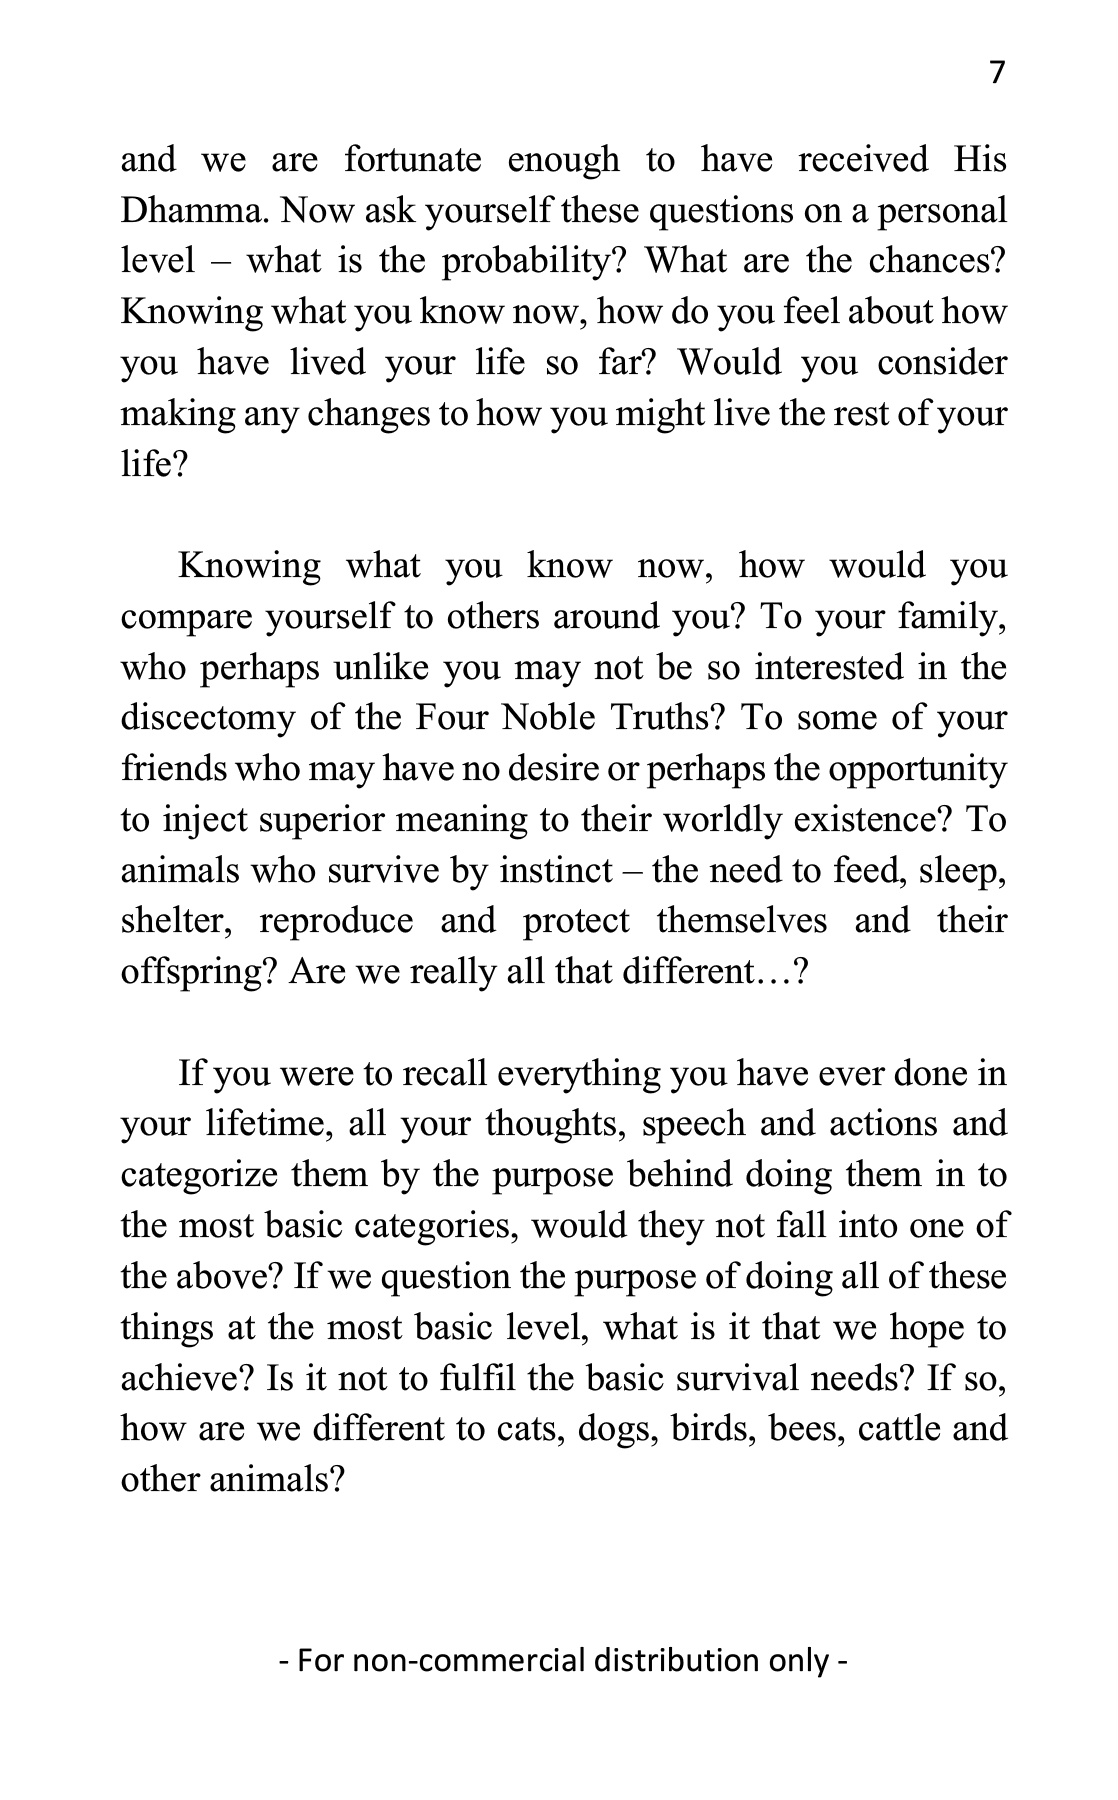 7
and we are fortunate enough to have received His
Dhamma. Now ask yourself these questions on a personal
level – what is the probability? What are the chances?
Knowing what you know now, how do you feel about how
you have lived your life so far? Would you consider
making any changes to how you might live the rest of your
life?
Knowing what you know now, how would you
compare yourself to others around you? To your family,
who perhaps unlike you may not be so interested in the
discectomy of the Four Noble Truths? To some of your
friends who may have no desire or perhaps the opportunity
to inject superior meaning to their worldly existence? To
animals who survive by instinct – the need to feed, sleep,
shelter, reproduce and protect themselves and their
offspring? Are we really all that different…?
If you were to recall everything you have ever done in
your lifetime, all your thoughts, speech and actions and
categorize them by the purpose behind doing them in to
the most basic categories, would they not fall into one of
the above? If we question the purpose of doing all of these
things at the most basic level, what is it that we hope to
achieve? Is it not to fulfil the basic survival needs? If so,
how are we different to cats, dogs, birds, bees, cattle and
other animals?
- For non-commercial distribution only -